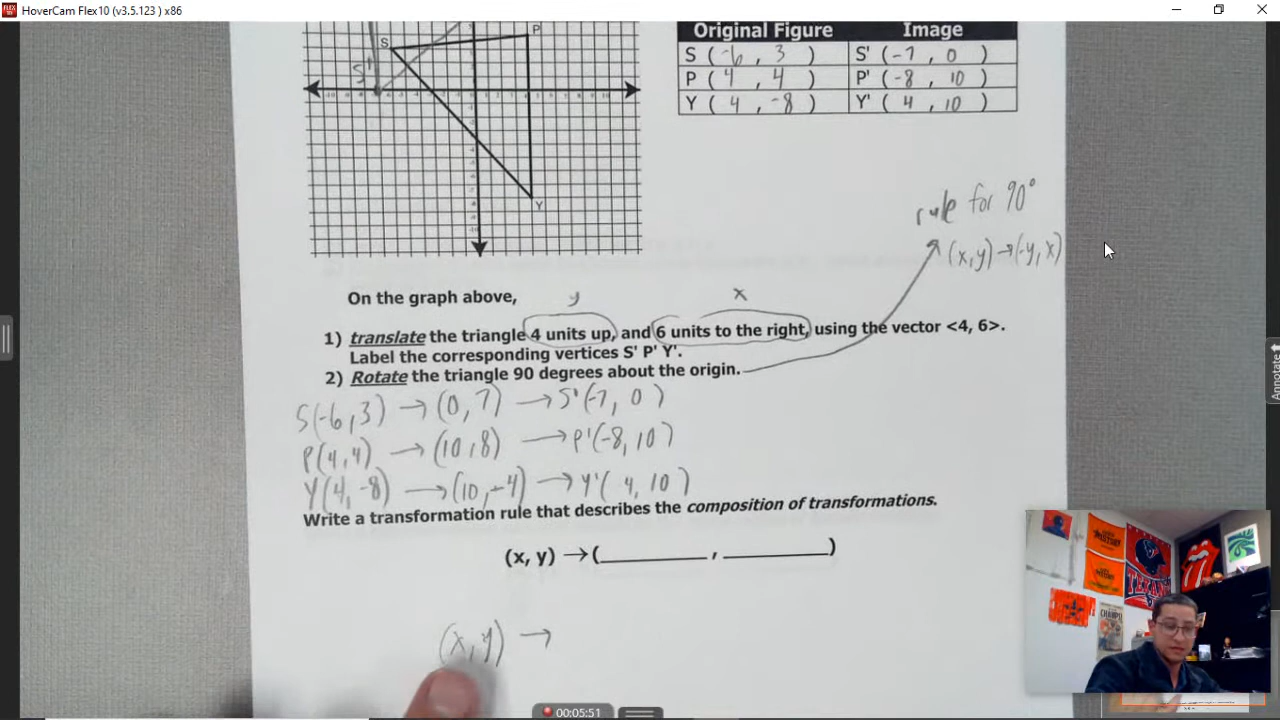 HoverCam Flex10 (v3.5.123 ) x86
Original Figure Image
S (-6, 3) S' (-7, 0)
P (4, 4) P' (-8, 10)
Y (4, -8) Y' (4, 10)
S
P
S'
Y
rule for 90°
(x,y)→(-y,x)
On the graph above,
y x
1) translate the triangle 4 units up, and 6 units to the right, using the vector <4, 6>.
Label the corresponding vertices S' P' Y'.
2) Rotate the triangle 90 degrees about the origin.
S(-6,3) → (0,7) → S'(-7, 0)
P(4,4) → (10,8) → P'(-8,10)
Y(4,-8) → (10,-4) → Y'(4,10)
Write a transformation rule that describes the composition of transformations.
(x, y) → (________ , ________)
(x,y) →
TEXANS
Annotate
00:05:51